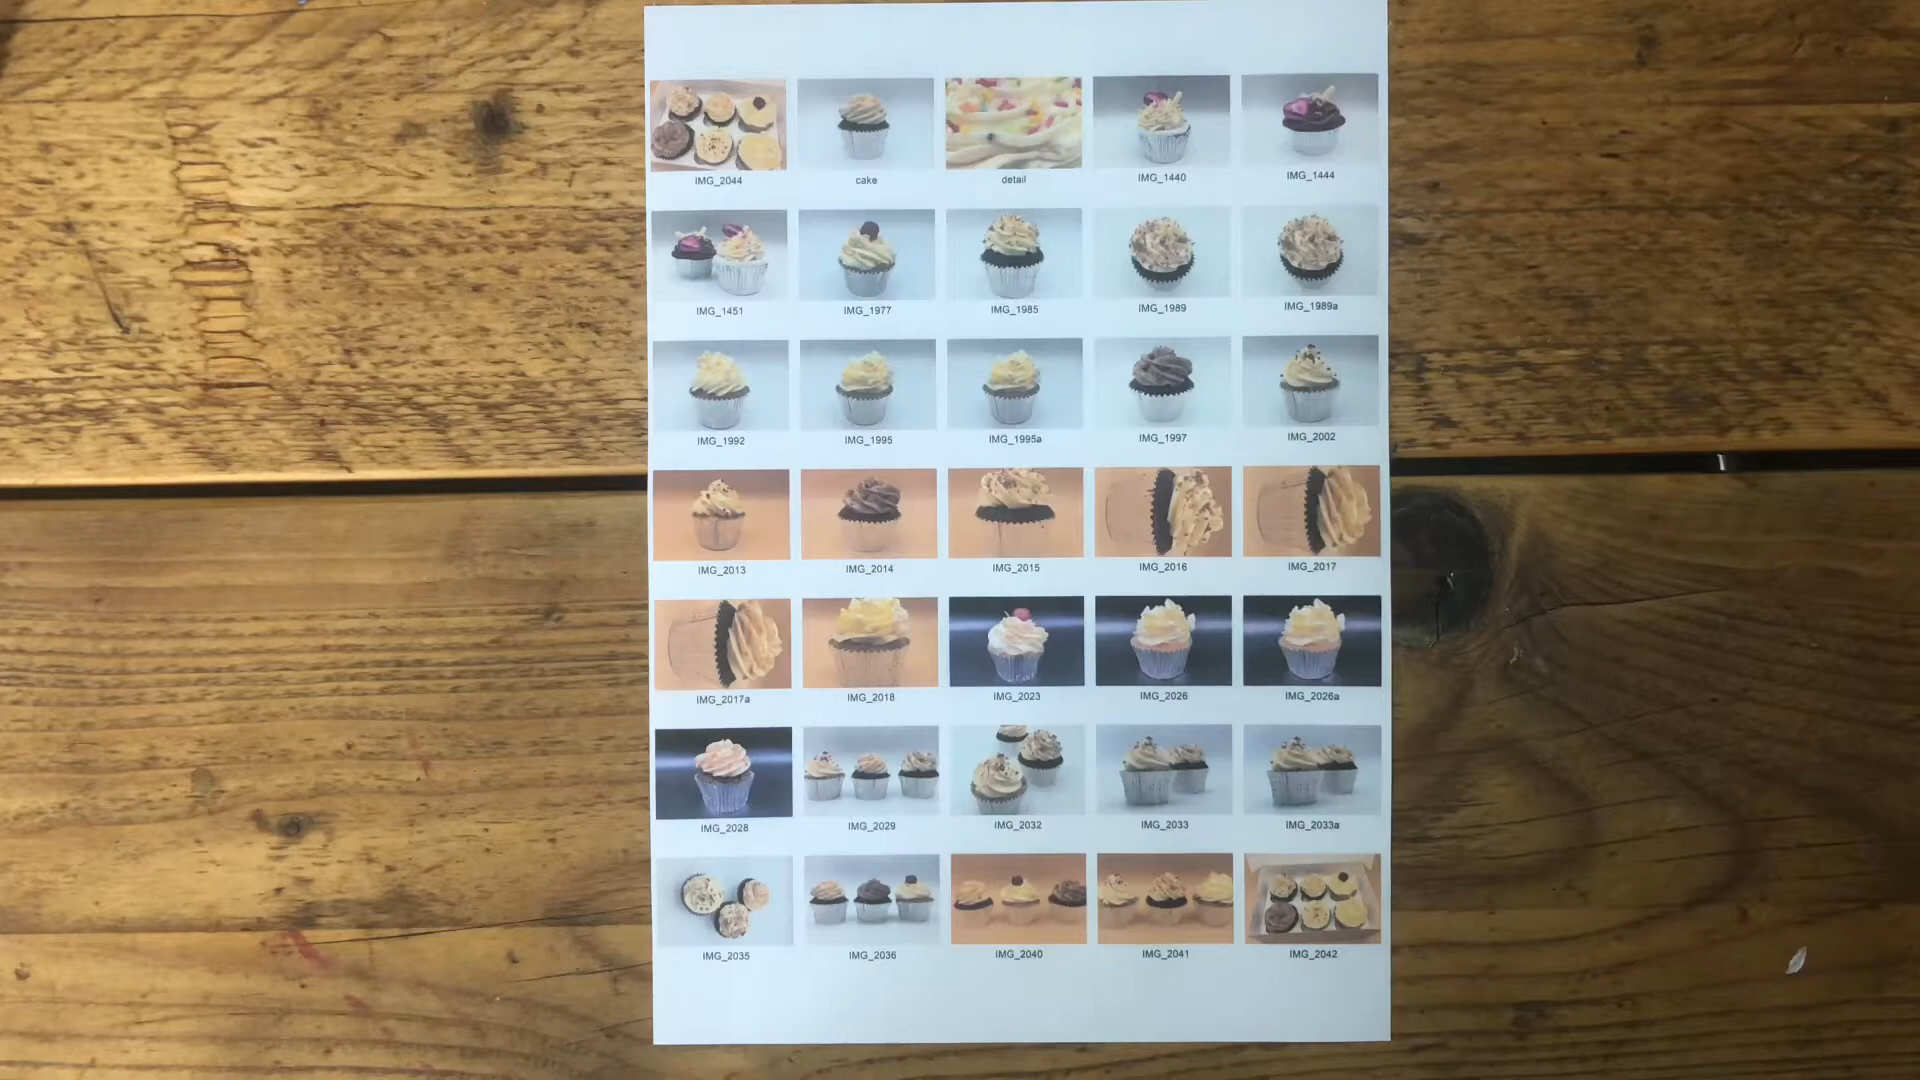 IMG_2044 cake detail IMG_1440 IMG_1444
IMG_1451 IMG_1977 IMG_1985 IMG_1989 IMG_1989a
IMG_1992 IMG_1995 IMG_1995a IMG_1997 IMG_2002
IMG_2013 IMG_2014 IMG_2015 IMG_2016 IMG_2017
IMG_2017a IMG_2018 IMG_2023 IMG_2026 IMG_2026a
IMG_2028 IMG_2029 IMG_2032 IMG_2033 IMG_2033a
IMG_2035 IMG_2036 IMG_2040 IMG_2041 IMG_2042